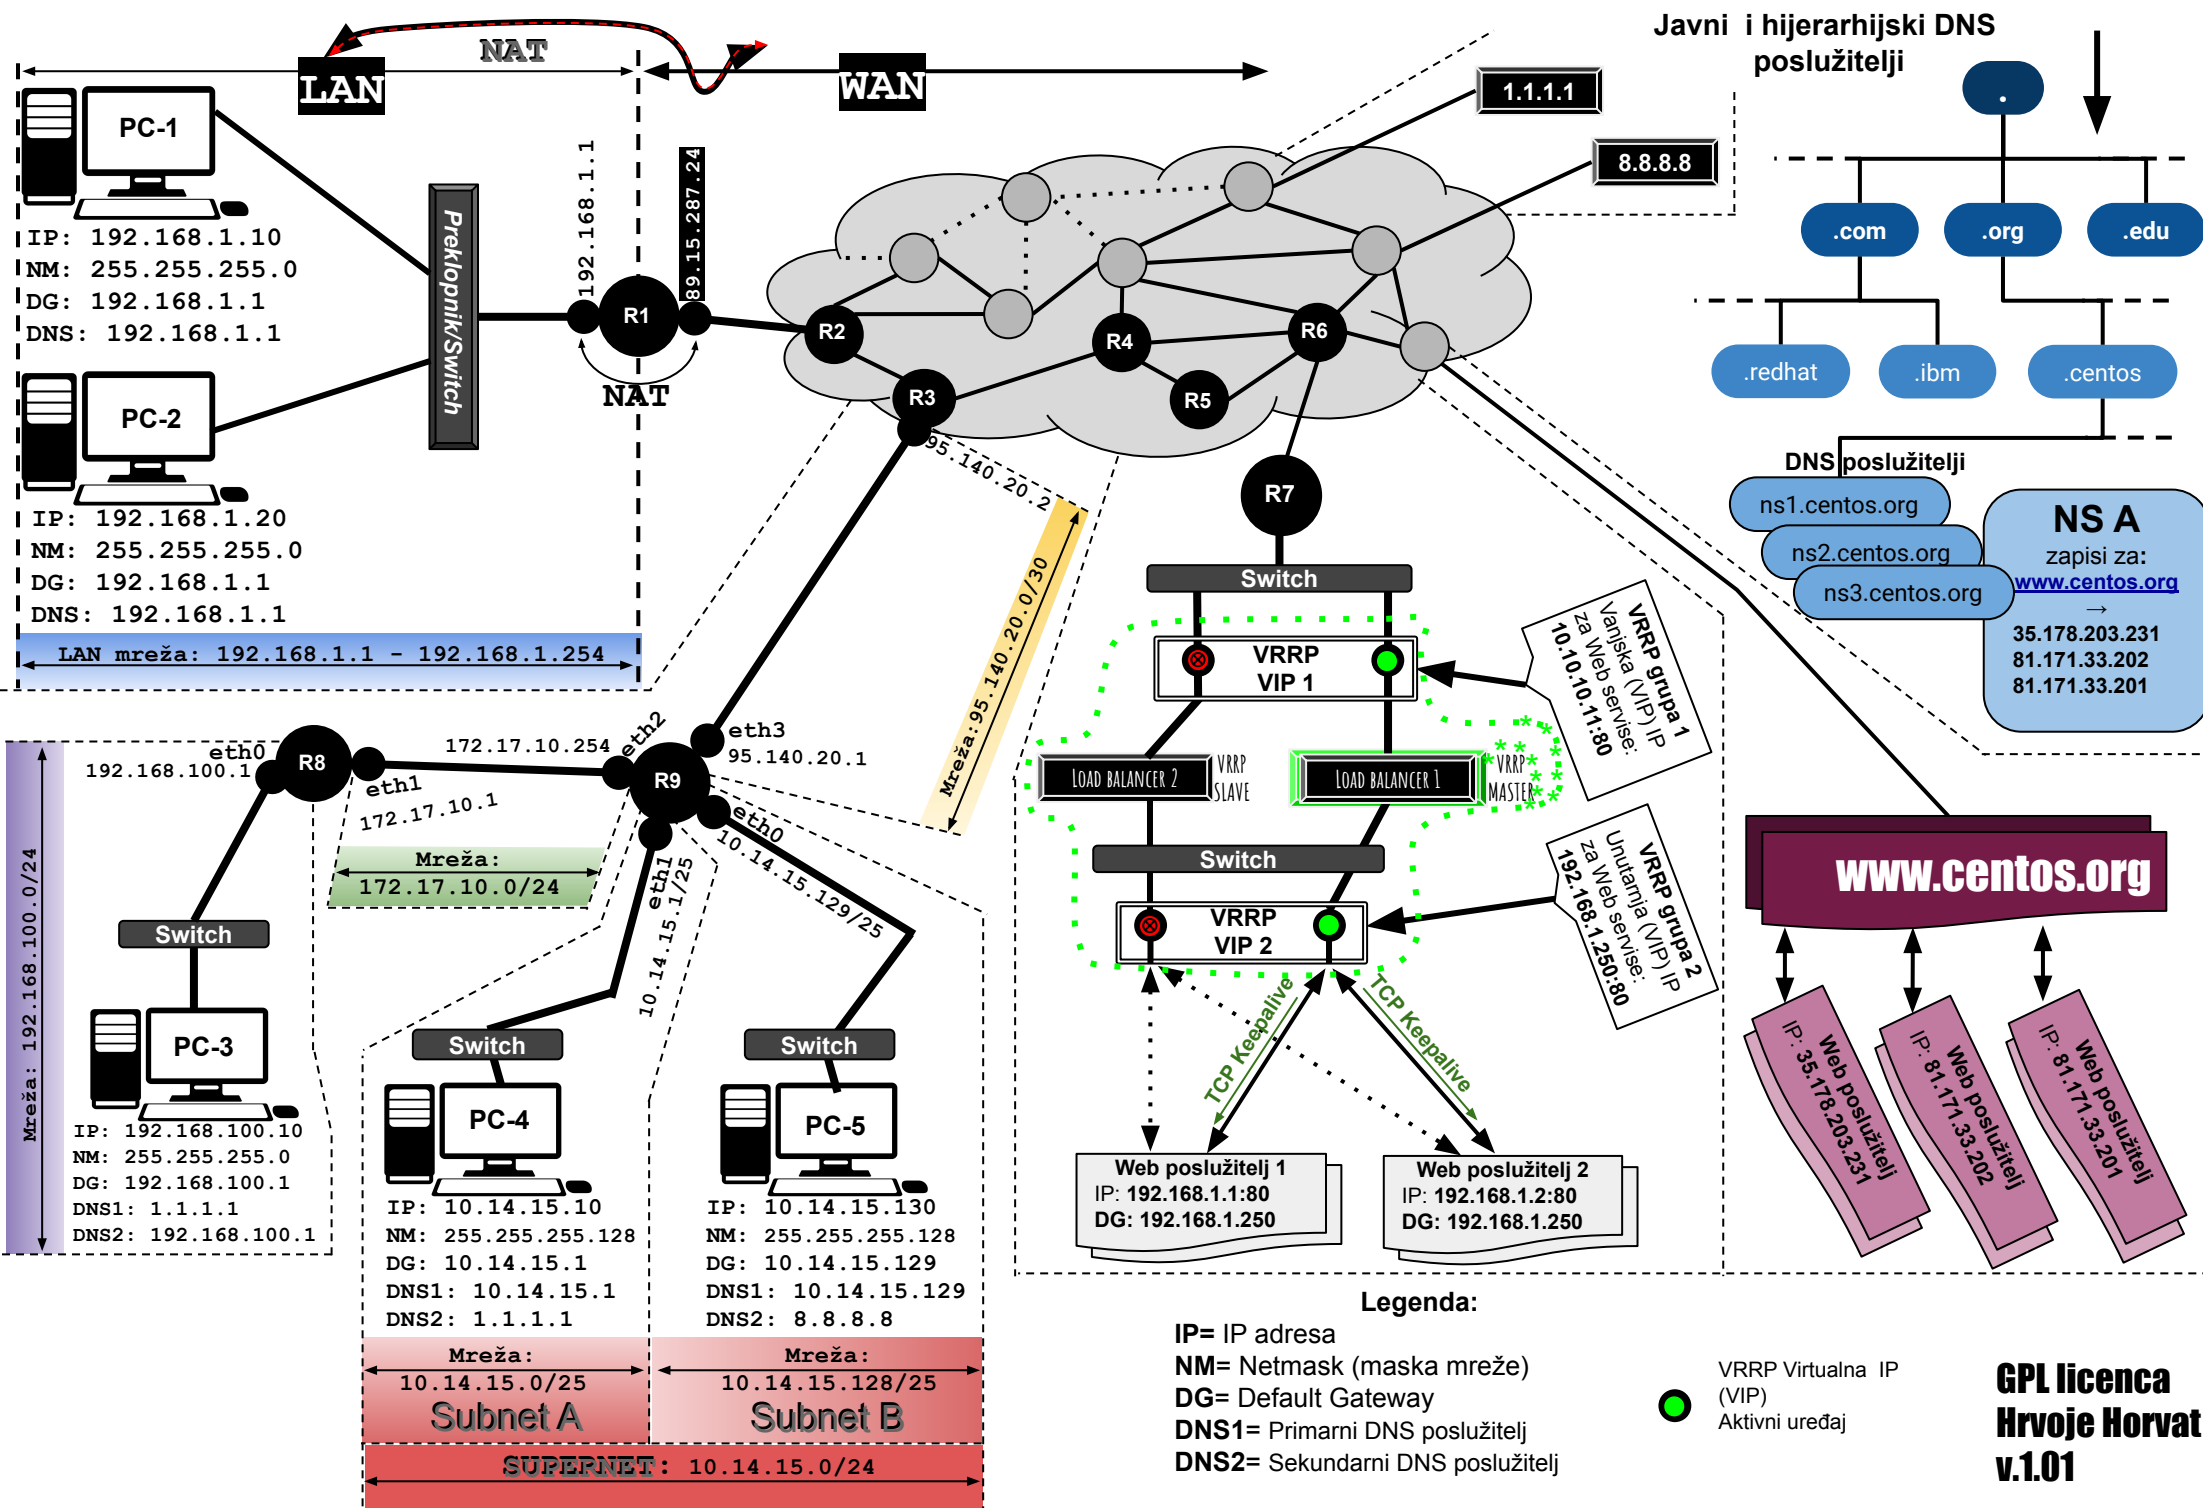 NAT
LAN
WAN
PC-1
IP: 192.168.1.10
NM: 255.255.255.0
DG: 192.168.1.1
DNS: 192.168.1.1
PC-2
IP: 192.168.1.20
NM: 255.255.255.0
DG: 192.168.1.1
DNS: 192.168.1.1
LAN mreža: 192.168.1.1 - 192.168.1.254
Preklopnik/Switch
192.168.1.1
R1
89.15.287.24
NAT
R2
R3
R4
R5
R6
R7
1.1.1.1
8.8.8.8
95.140.20.2
Mreža:95.140.20.0/30
Javni i hijerarhijski DNS
poslužitelji
.
.com
.org
.edu
.redhat
.ibm
.centos
DNS poslužitelji
ns1.centos.org
ns2.centos.org
ns3.centos.org
NS A
zapisi za:
www.centos.org
→
35.178.203.231
81.171.33.202
81.171.33.201
Switch
VRRP
VIP 1
VRRP grupa 1
Vanjska (VIP) IP
za Web servise:
10.10.10.11:80
LOAD BALANCER 2
VRRP
SLAVE
LOAD BALANCER 1
VRRP
MASTER
Switch
VRRP
VIP 2
VRRP grupa 2
Unutarnja (VIP) IP
za Web servise:
192.168.1.250:80
TCP Keepalive
TCP Keepalive
Web poslužitelj 1
IP: 192.168.1.1:80
DG: 192.168.1.250
Web poslužitelj 2
IP: 192.168.1.2:80
DG: 192.168.1.250
www.centos.org
Web poslužitelj
IP: 35.178.203.231
Web poslužitelj
IP: 81.171.33.202
Web poslužitelj
IP: 81.171.33.201
eth0
192.168.100.1
R8
eth1
172.17.10.1
172.17.10.254
eth2
R9
eth3
95.140.20.1
eth0
10.14.15.129/25
eth1
10.14.15.1/25
Mreža:
172.17.10.0/24
Mreža: 192.168.100.0/24
Switch
PC-3
IP: 192.168.100.10
NM: 255.255.255.0
DG: 192.168.100.1
DNS1: 1.1.1.1
DNS2: 192.168.100.1
Switch
PC-4
IP: 10.14.15.10
NM: 255.255.255.128
DG: 10.14.15.1
DNS1: 10.14.15.1
DNS2: 1.1.1.1
Switch
PC-5
IP: 10.14.15.130
NM: 255.255.255.128
DG: 10.14.15.129
DNS1: 10.14.15.129
DNS2: 8.8.8.8
Mreža:
10.14.15.0/25
Subnet A
Mreža:
10.14.15.128/25
Subnet B
SUPERNET: 10.14.15.0/24
Legenda:
IP= IP adresa
NM= Netmask (maska mreže)
DG= Default Gateway
DNS1= Primarni DNS poslužitelj
DNS2= Sekundarni DNS poslužitelj
VRRP Virtualna IP
(VIP)
Aktivni uređaj
GPL licenca
Hrvoje Horvat
v.1.01